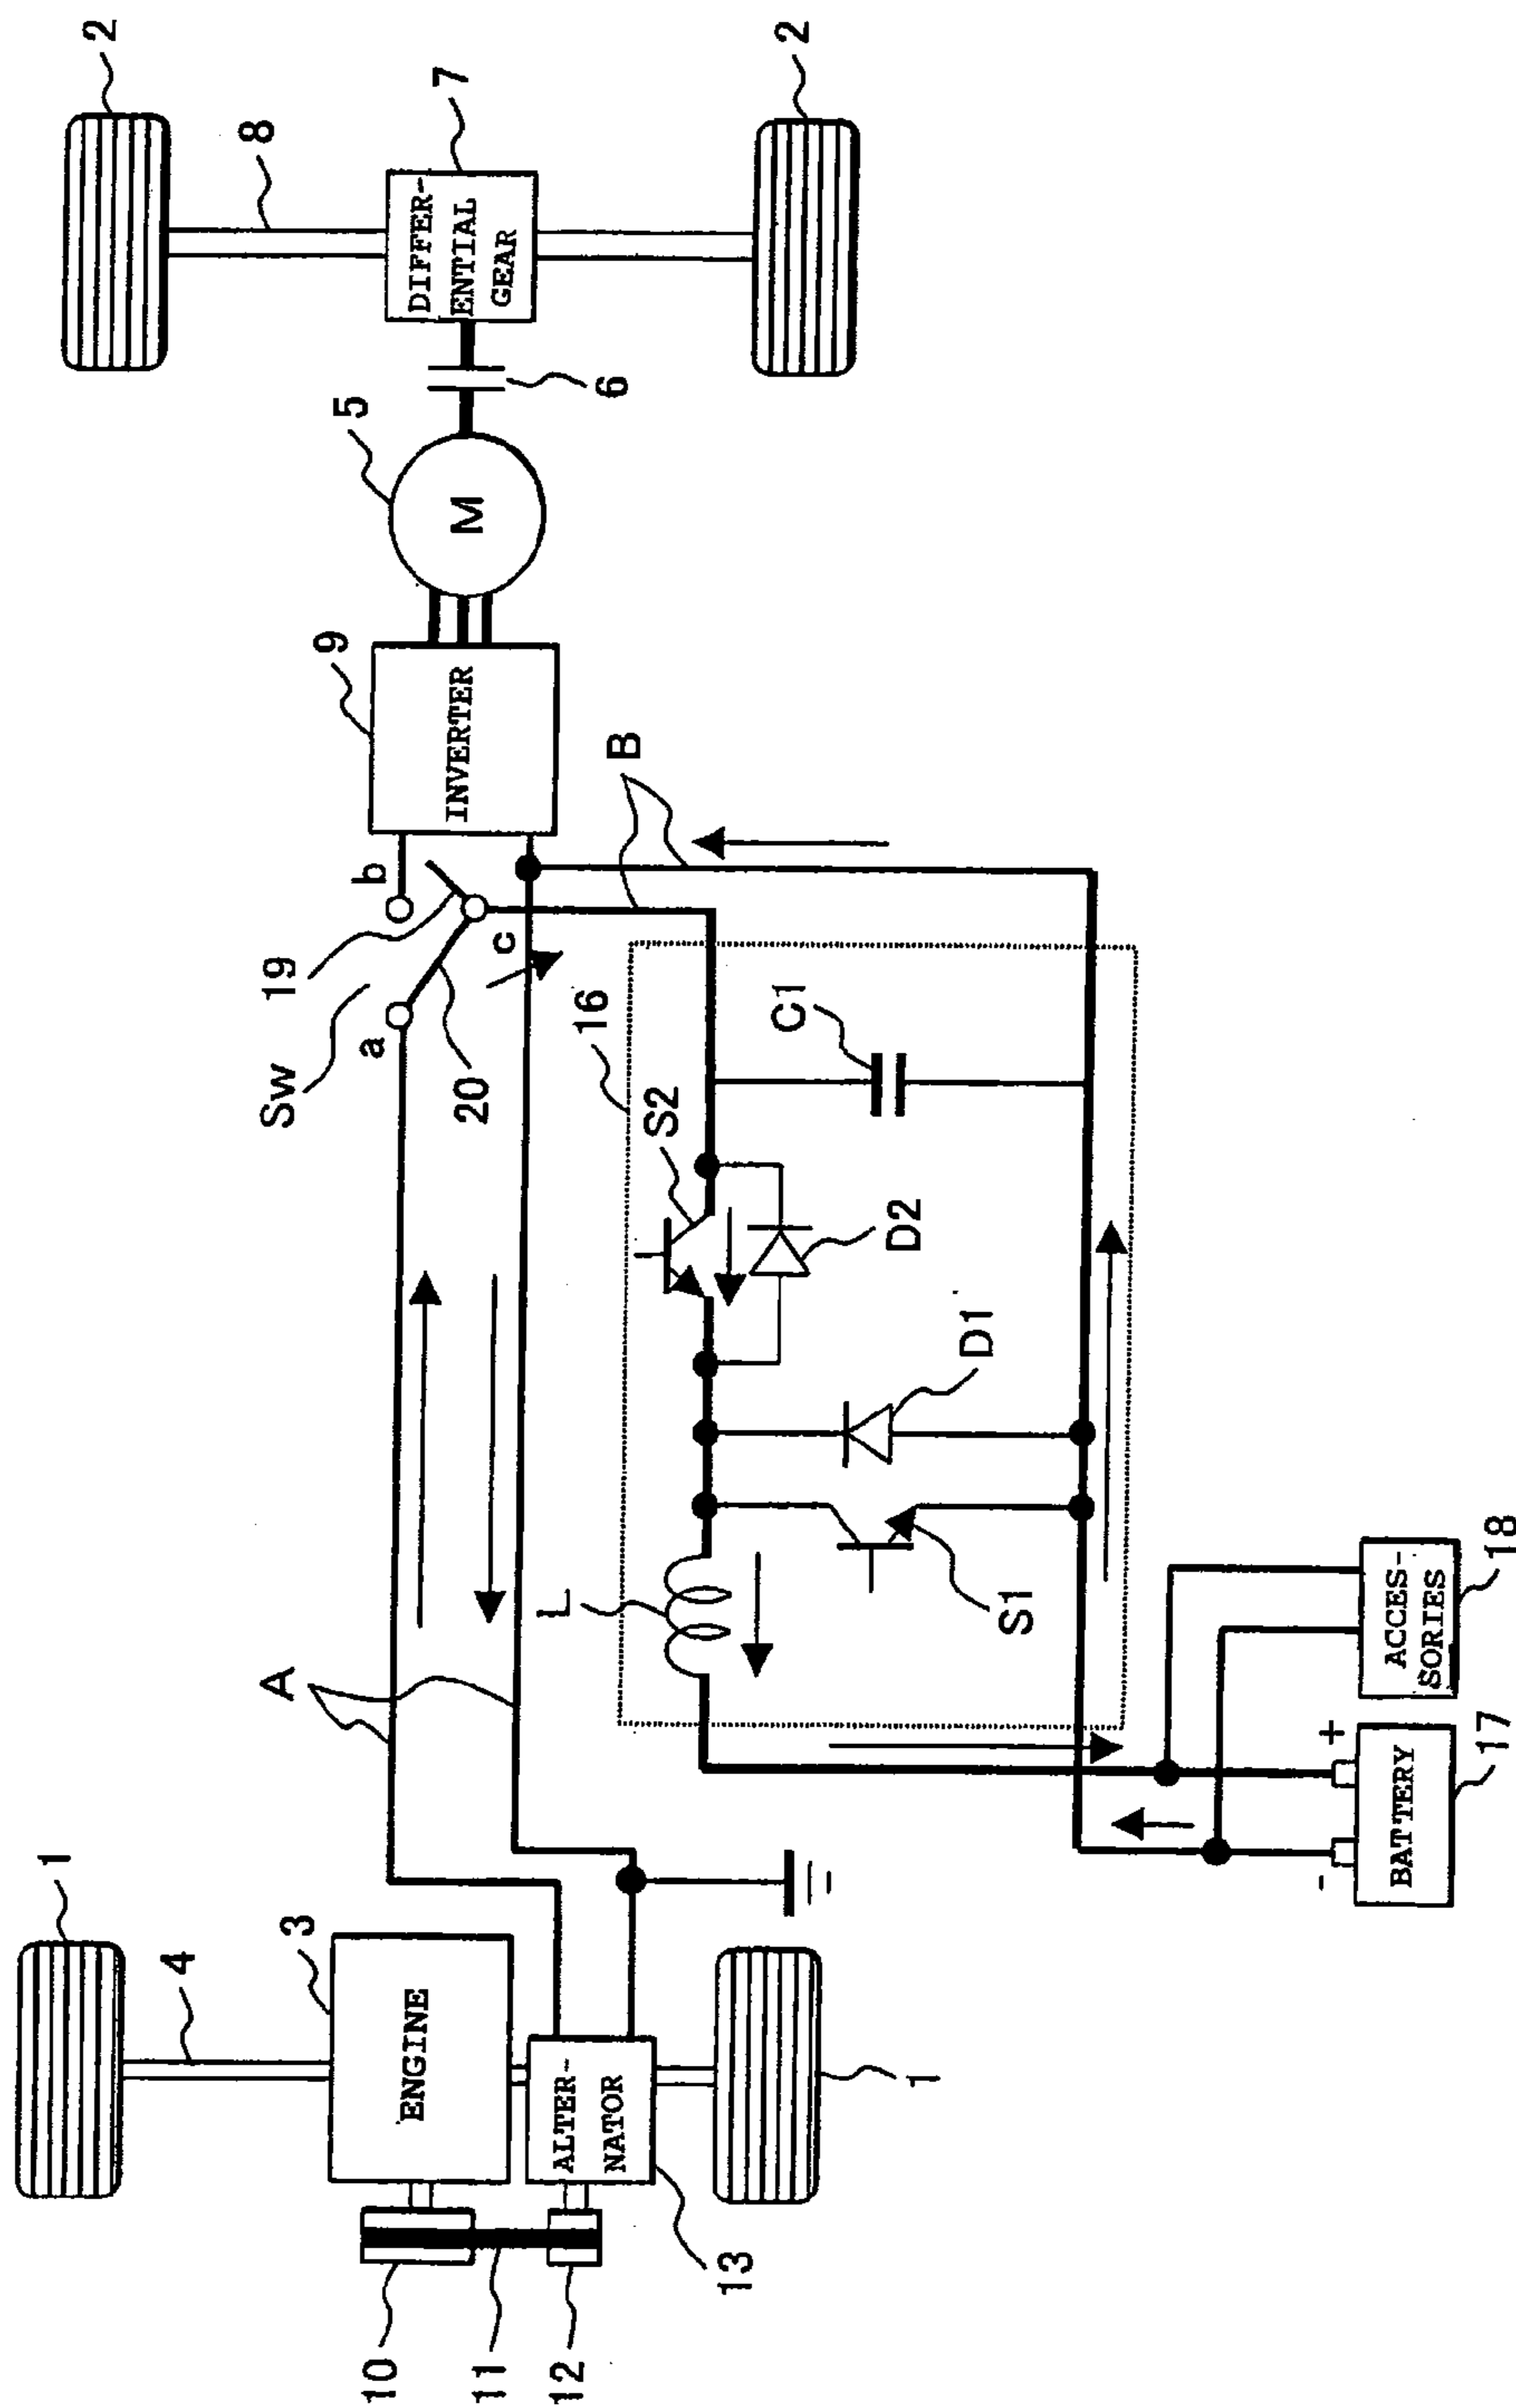 2
8
7
DIFFER-
ENTIAL
GEAR
2
6
5
M
9
INVERTER
B
b
19
c
Sw
a
20
16
C1
S2
D2
D1
L
S1
A
ACCES-
SORIES
18
+
-
BATTERY
17
1
4
3
ENGINE
ALTER-
NATOR
1
13
10
11
12